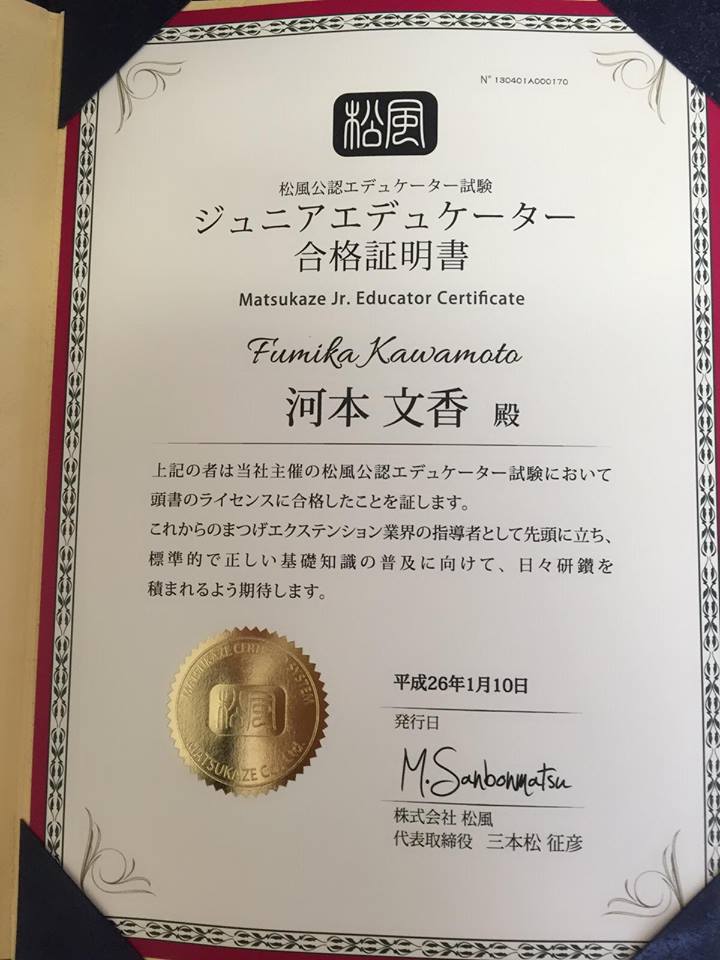 N° 130401A000170
松風
松風公認エデュケーター試験
ジュニアエデュケーター
合格証明書
Matsukaze Jr. Educator Certificate
Fumika Kawamoto
河本 文香 殿
上記の者は当社主催の松風公認エデュケーター試験において
頭書のライセンスに合格したことを証します。
これからのまつげエクステンション業界の指導者として先頭に立ち、
標準的で正しい基礎知識の普及に向けて、日々研鑽を
積まれるよう期待します。
MATSUKAZE CERTIFY SYSTEM
松風
MATSUKAZE Co., Ltd.
平成26年1月10日
発行日
M.Sanbonmatsu
株式会社 松風
代表取締役 三本松 征彦